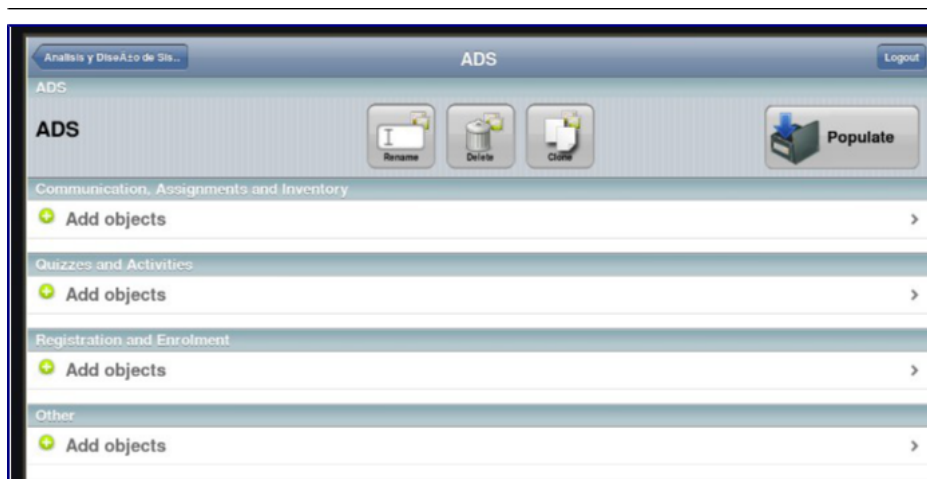 Analisis y DiseÃ±o de Sis..
ADS
Logout
ADS
ADS
Rename
Delete
Clone
Populate
Communication, Assignments and Inventory
Add objects
Quizzes and Activities
Add objects
Registration and Enrolment
Add objects
Other
Add objects